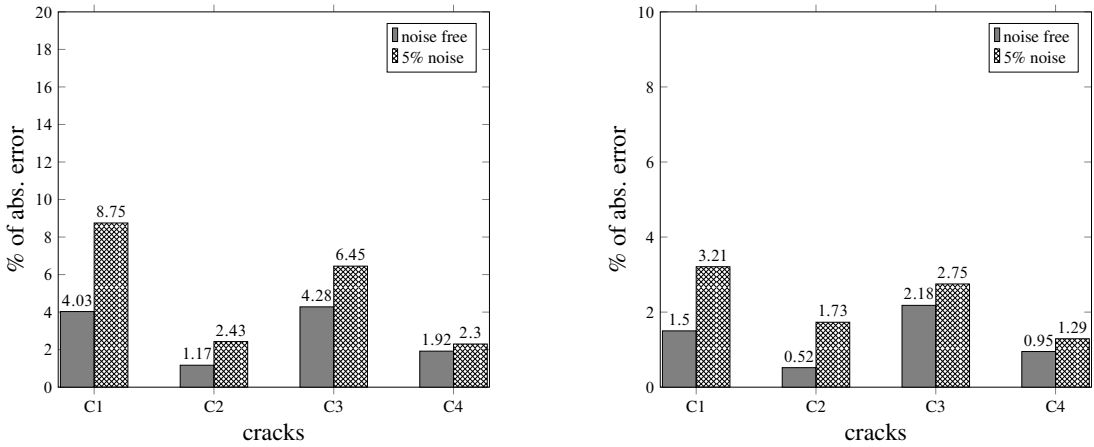 20
18
16
14
12
10
8
6
4
2
0
% of abs. error
noise free
5% noise
4.03
8.75
1.17
2.43
4.28
6.45
1.92
2.3
C1
C2
C3
C4
cracks
10
8
6
4
2
0
% of abs. error
noise free
5% noise
1.5
3.21
0.52
1.73
2.18
2.75
0.95
1.29
C1
C2
C3
C4
cracks